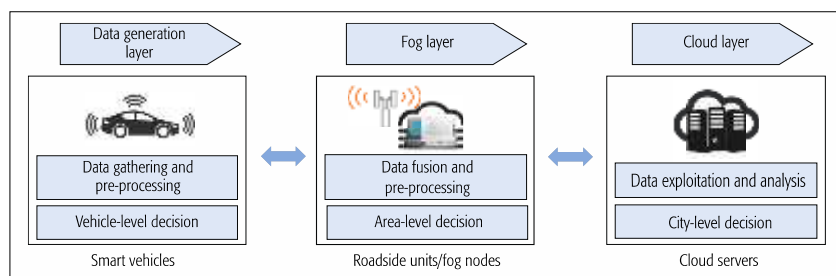 Data generation
layer
Fog layer
Cloud layer
Data gathering and
pre-processing
Vehicle-level decision
Smart vehicles
Data fusion and
pre-processing
Area-level decision
Roadside units/fog nodes
Data exploitation and analysis
City-level decision
Cloud servers